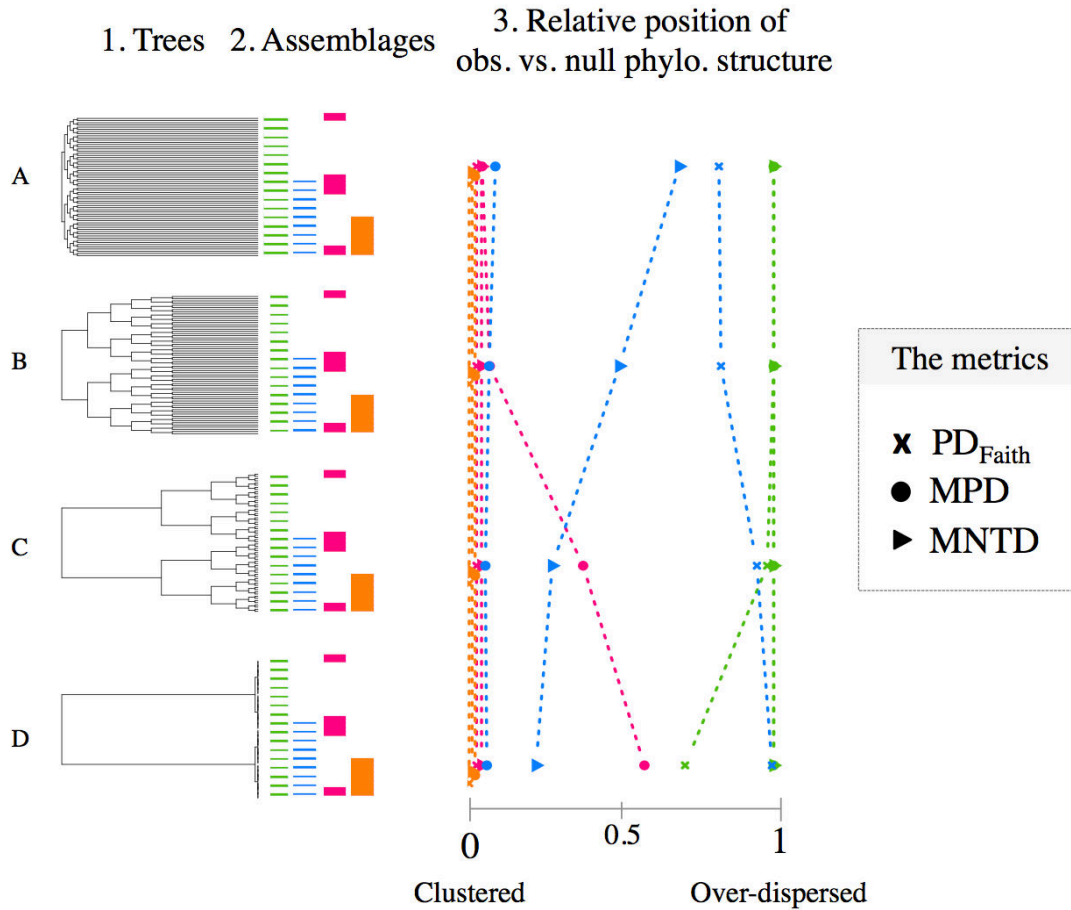 1. Trees 2. Assemblages 3. Relative position of
obs. vs. null phylo. structure
A
B
C
D
The metrics
PDFaith
MPD
MNTD
0 0.5 1
Clustered Over-dispersed